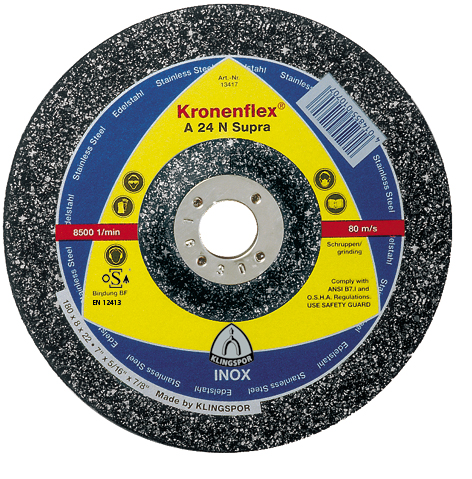 Art.-Nr.
13417
Kronenflex®
A 24 N Supra
Edelstahl
Stainless Steel
Stainless Steel
Edelstahl
Stainless Steel
8500 1/min
80 m/s
Schruppen/
grinding
Bindung BF
EN 12413
Comply with
ANSI B7.I and
O.S.H.A. Regulations.
USE SAFETY GUARD
KLINGSPOR
INOX
Edelstahl
Stainless Steel
Edelstahl
Stainless Steel
Edelstahl
180 • 8 • 22 • 7" x 5/16" x 7/8"
Made by KLINGSPOR